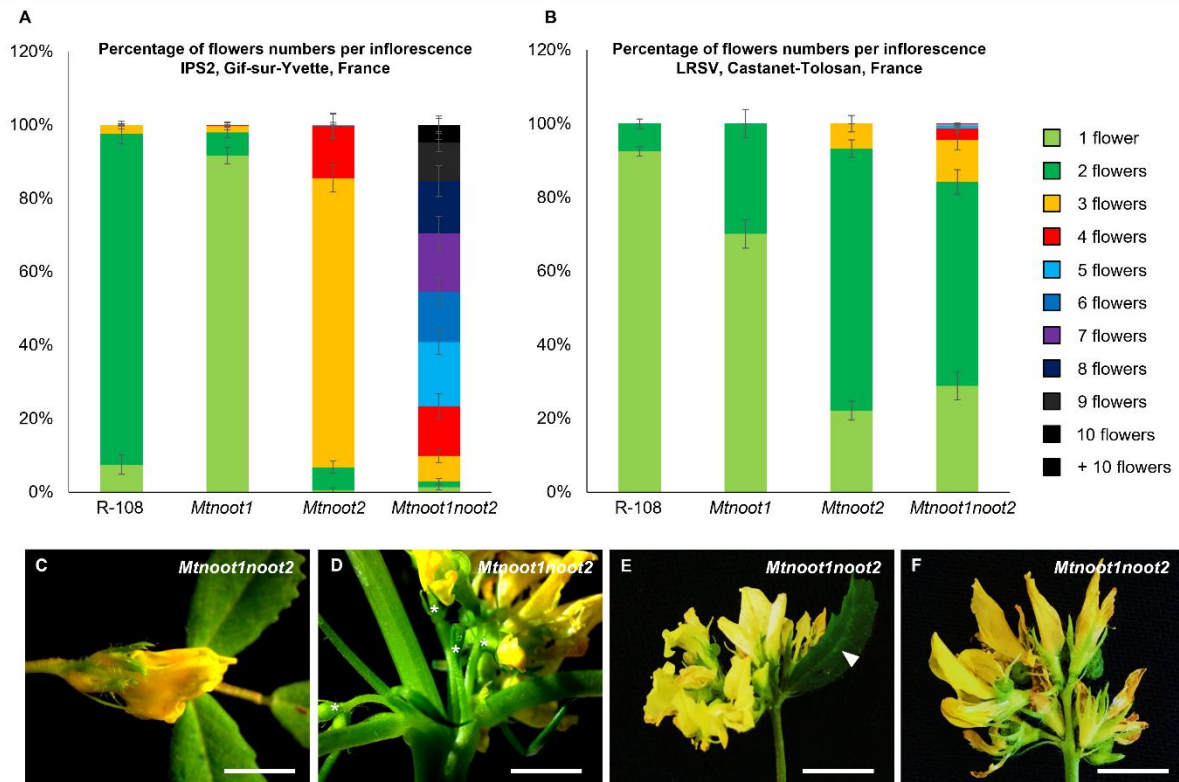 A
Percentage of flowers numbers per inflorescence
IPS2, Gif-sur-Yvette, France
120%
100%
80%
60%
40%
20%
0%
R-108
Mtnoot1
Mtnoot2
Mtnoot1noot2
B
Percentage of flowers numbers per inflorescence
LRSV, Castanet-Tolosan, France
120%
100%
80%
60%
40%
20%
0%
R-108
Mtnoot1
Mtnoot2
Mtnoot1noot2
1 flower
2 flowers
3 flowers
4 flowers
5 flowers
6 flowers
7 flowers
8 flowers
9 flowers
10 flowers
+ 10 flowers
C
Mtnoot1noot2
D
Mtnoot1noot2
*
*
*
*
E
Mtnoot1noot2
F
Mtnoot1noot2